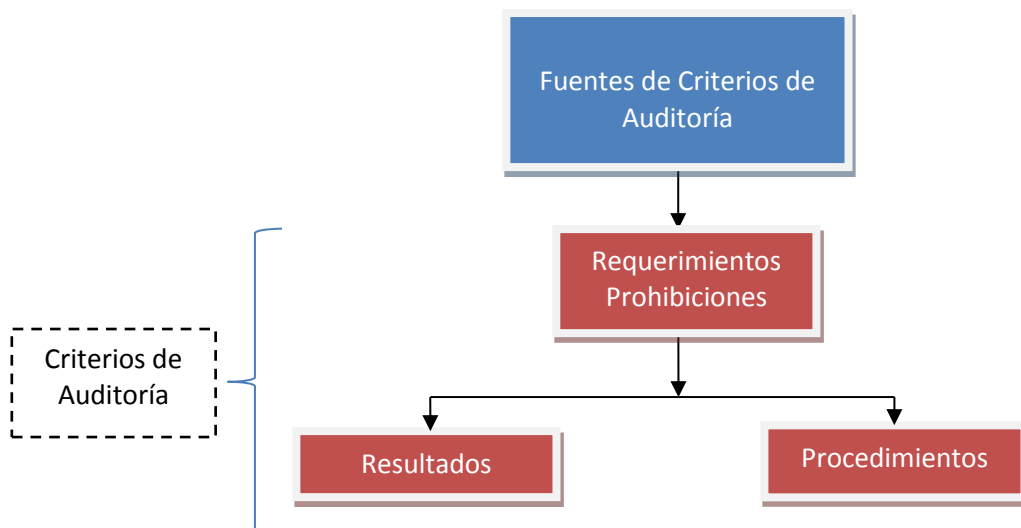 Fuentes de Criterios de
Auditoría
Requerimientos
Prohibiciones
Criterios de
Auditoría
Resultados
Procedimientos